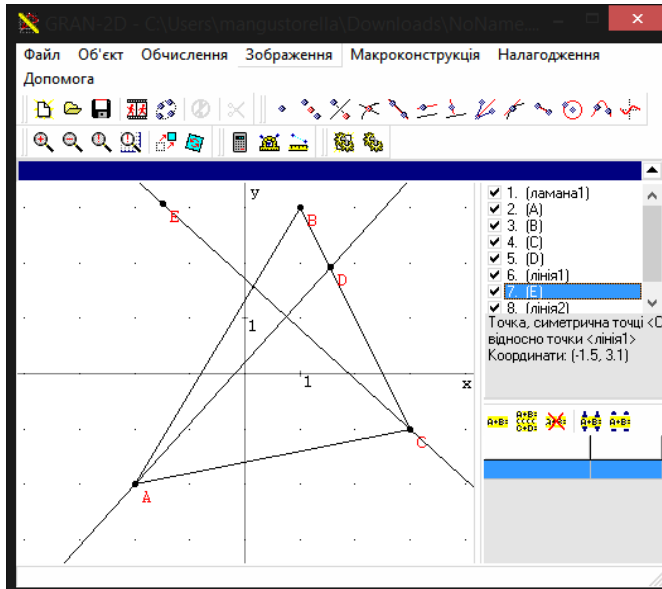 GRAN-2D - C:\Users\mangustorella\Downloads\NoName....
Файл Об'єкт Обчислення Зображення Макроконструкція Налагодження
Допомога
y
E
B
D
1
x
1
C
A
1. (ламана1)
2. (A)
3. (B)
4. (C)
5. (D)
6. (лінія1)
7. (E)
8. (лінія2)
Точка, симетрична точці <C
відносно точки <лінія1>
Координати: (-1.5, 3.1)